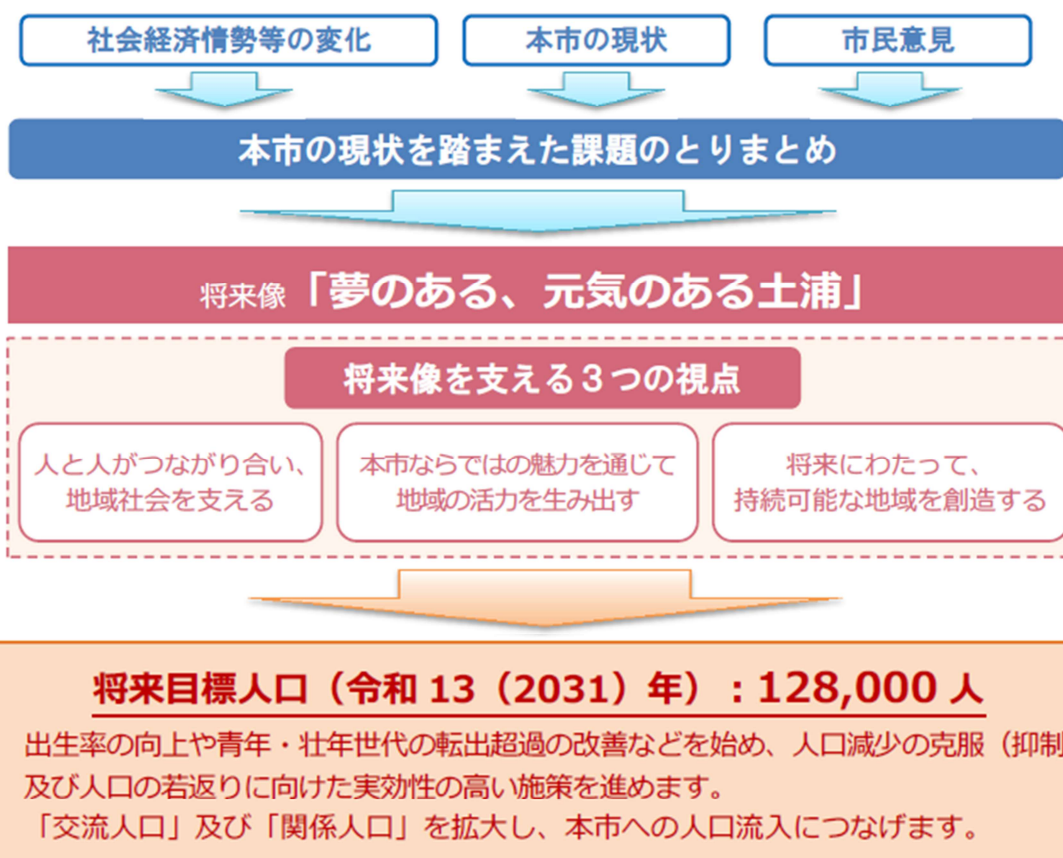 社会経済情勢等の変化
本市の現状
市民意見
本市の現状を踏まえた課題のとりまとめ
将来像「夢のある、元気のある土浦」
将来像を支える3つの視点
人と人がつながり合い、
地域社会を支える
本市ならではの魅力を通じて
地域の活力を生み出す
将来にわたって、
持続可能な地域を創造する
将来目標人口（令和 13（2031）年）：128,000 人
出生率の向上や青年・壮年世代の転出超過の改善などを始め、人口減少の克服（抑制
及び人口の若返りに向けた実効性の高い施策を進めます。
「交流人口」及び「関係人口」を拡大し、本市への人口流入につなげます。